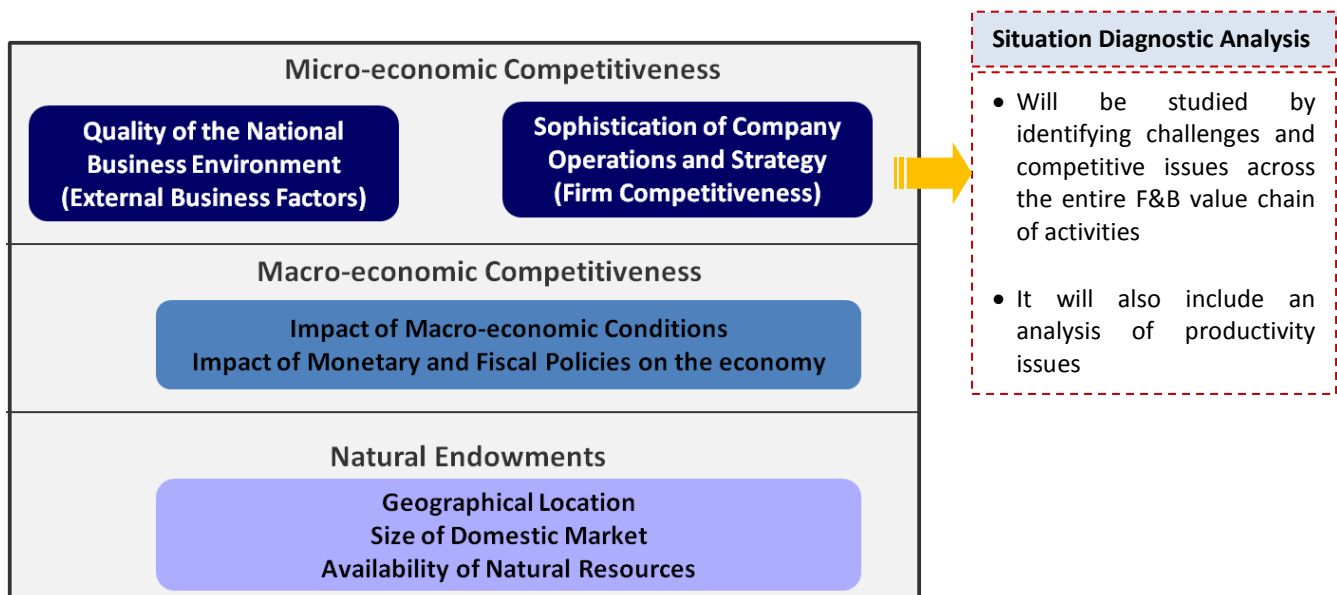 Micro-economic Competitiveness
Quality of the National
Business Environment
(External Business Factors)
Sophistication of Company
Operations and Strategy
(Firm Competitiveness)
Macro-economic Competitiveness
Impact of Macro-economic Conditions
Impact of Monetary and Fiscal Policies on the economy
Natural Endowments
Geographical Location
Size of Domestic Market
Availability of Natural Resources
Situation Diagnostic Analysis
• Will be studied by
identifying challenges and
competitive issues across
the entire F&B value chain
of activities
• It will also include an
analysis of productivity
issues